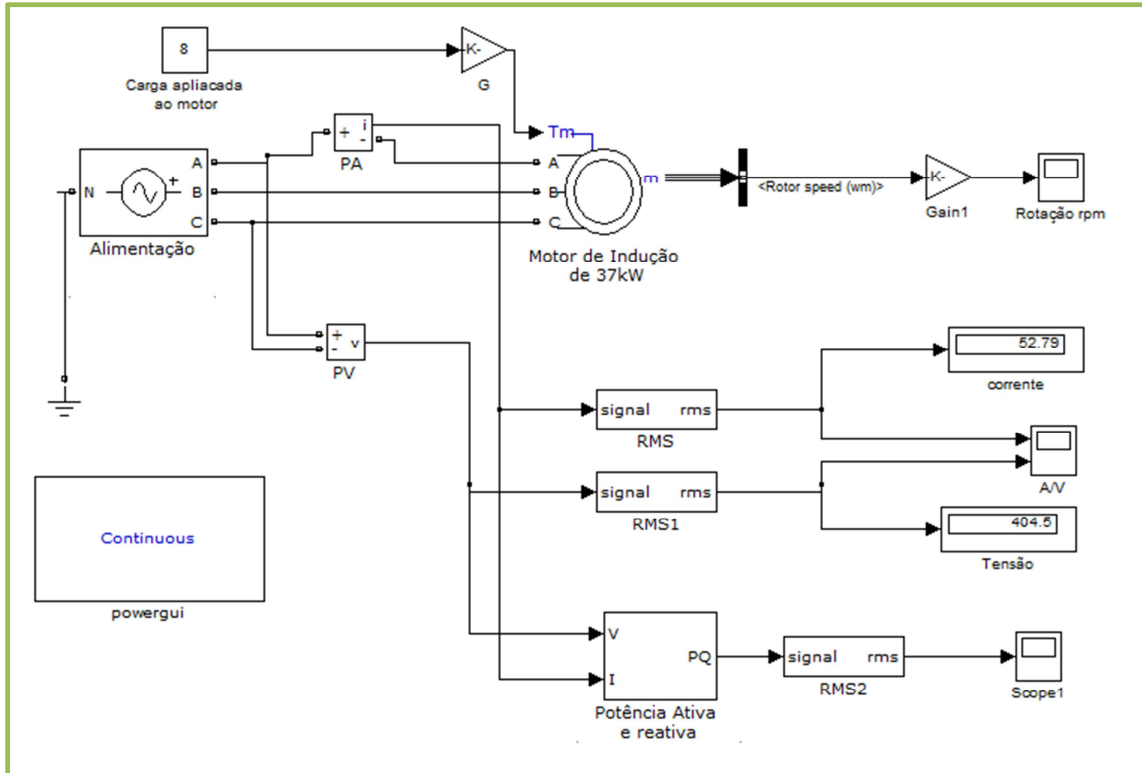 8
Carga apliacada
ao motor
K-
G
+ i
-
PA
Tm
A
B
C
m
N
+
A
B
C
Alimentação
Motor de Indução
de 37kW
<Rotor speed (wm)>
K-
Gain1
Rotação rpm
+
-
v
PV
52.79
corrente
signal rms
RMS
A/V
signal rms
RMS1
404.5
Tensão
Continuous
powergui
V
I
PQ
Potência Ativa
e reativa
signal rms
RMS2
Scope1